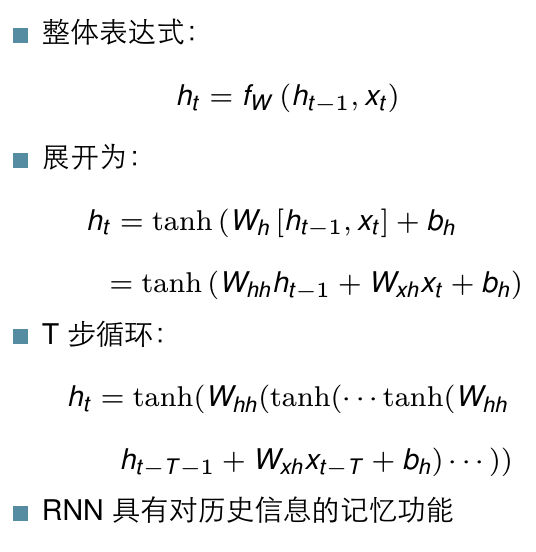 整体表达式：
h_t = f_W (h_{t−1}, x_t)
展开为：
h_t = tanh (W_h [h_{t−1}, x_t] + b_h
= tanh (W_{hh}h_{t−1} + W_{xh}x_t + b_h)
T 步循环：
h_t = tanh(W_{hh}(tanh(⋯tanh(W_{hh}
h_{t−T−1} + W_{xh}x_{t−T} + b_h)⋯))
RNN 具有对历史信息的记忆功能